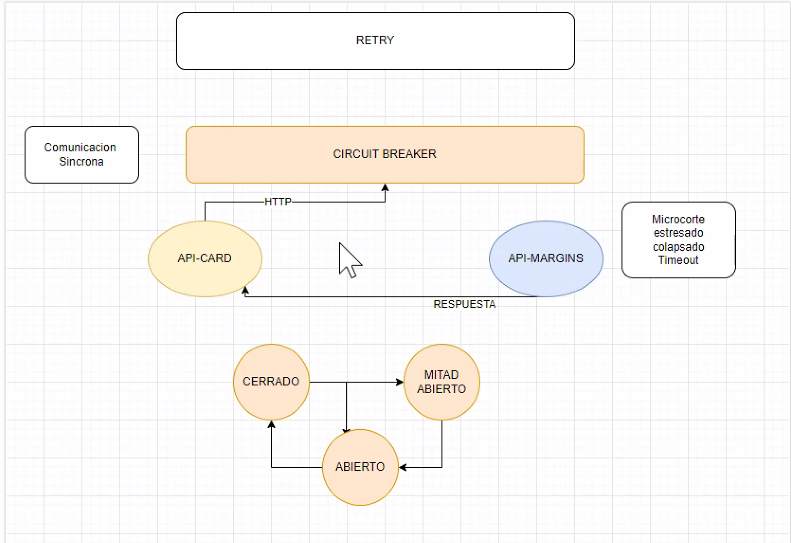 RETRY
Comunicacion
Sincrona
CIRCUIT BREAKER
HTTP
API-CARD
API-MARGINS
Microcorte
estresado
colapsado
Timeout
RESPUESTA
CERRADO
MITAD
ABIERTO
ABIERTO